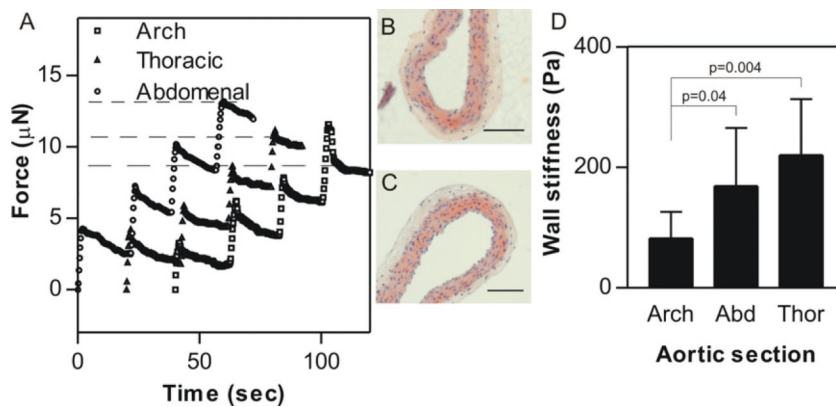 A
Arch
Thoracic
Abdomenal
Force (μN)
15
10
5
0
0
50
100
Time (sec)
B
C
D
Wall stiffness (Pa)
400
200
0
p=0.004
p=0.04
Arch
Abd
Thor
Aortic section